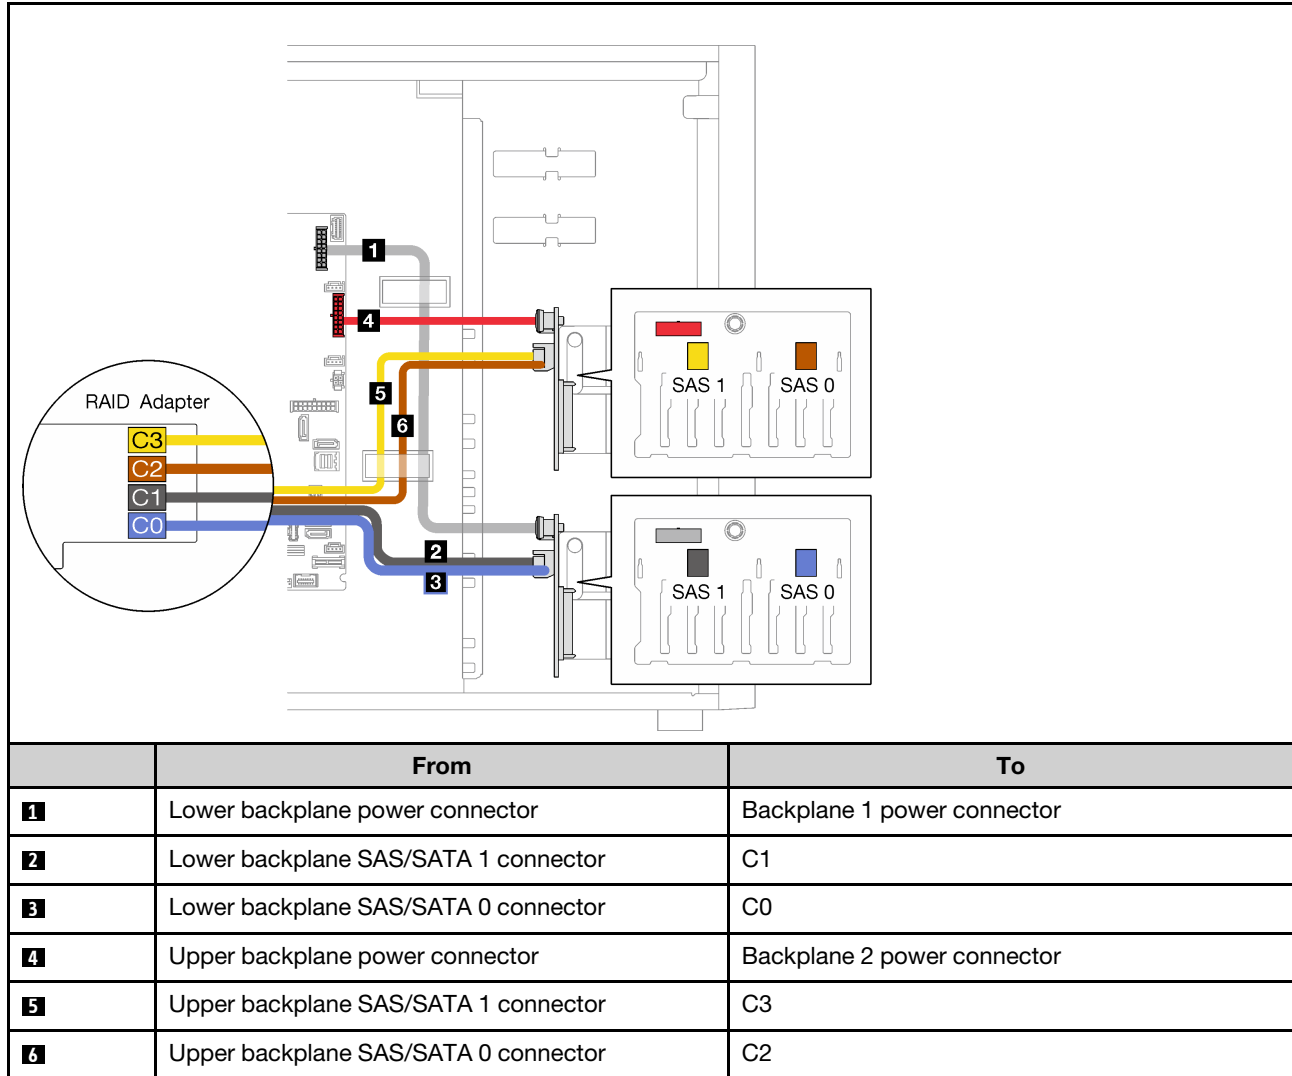 1
4
5
6
RAID Adapter
C3
C2
C1
C0
2
3
SAS 1 SAS 0
SAS 1 SAS 0
From To
1 Lower backplane power connector Backplane 1 power connector
2 Lower backplane SAS/SATA 1 connector C1
3 Lower backplane SAS/SATA 0 connector C0
4 Upper backplane power connector Backplane 2 power connector
5 Upper backplane SAS/SATA 1 connector C3
6 Upper backplane SAS/SATA 0 connector C2